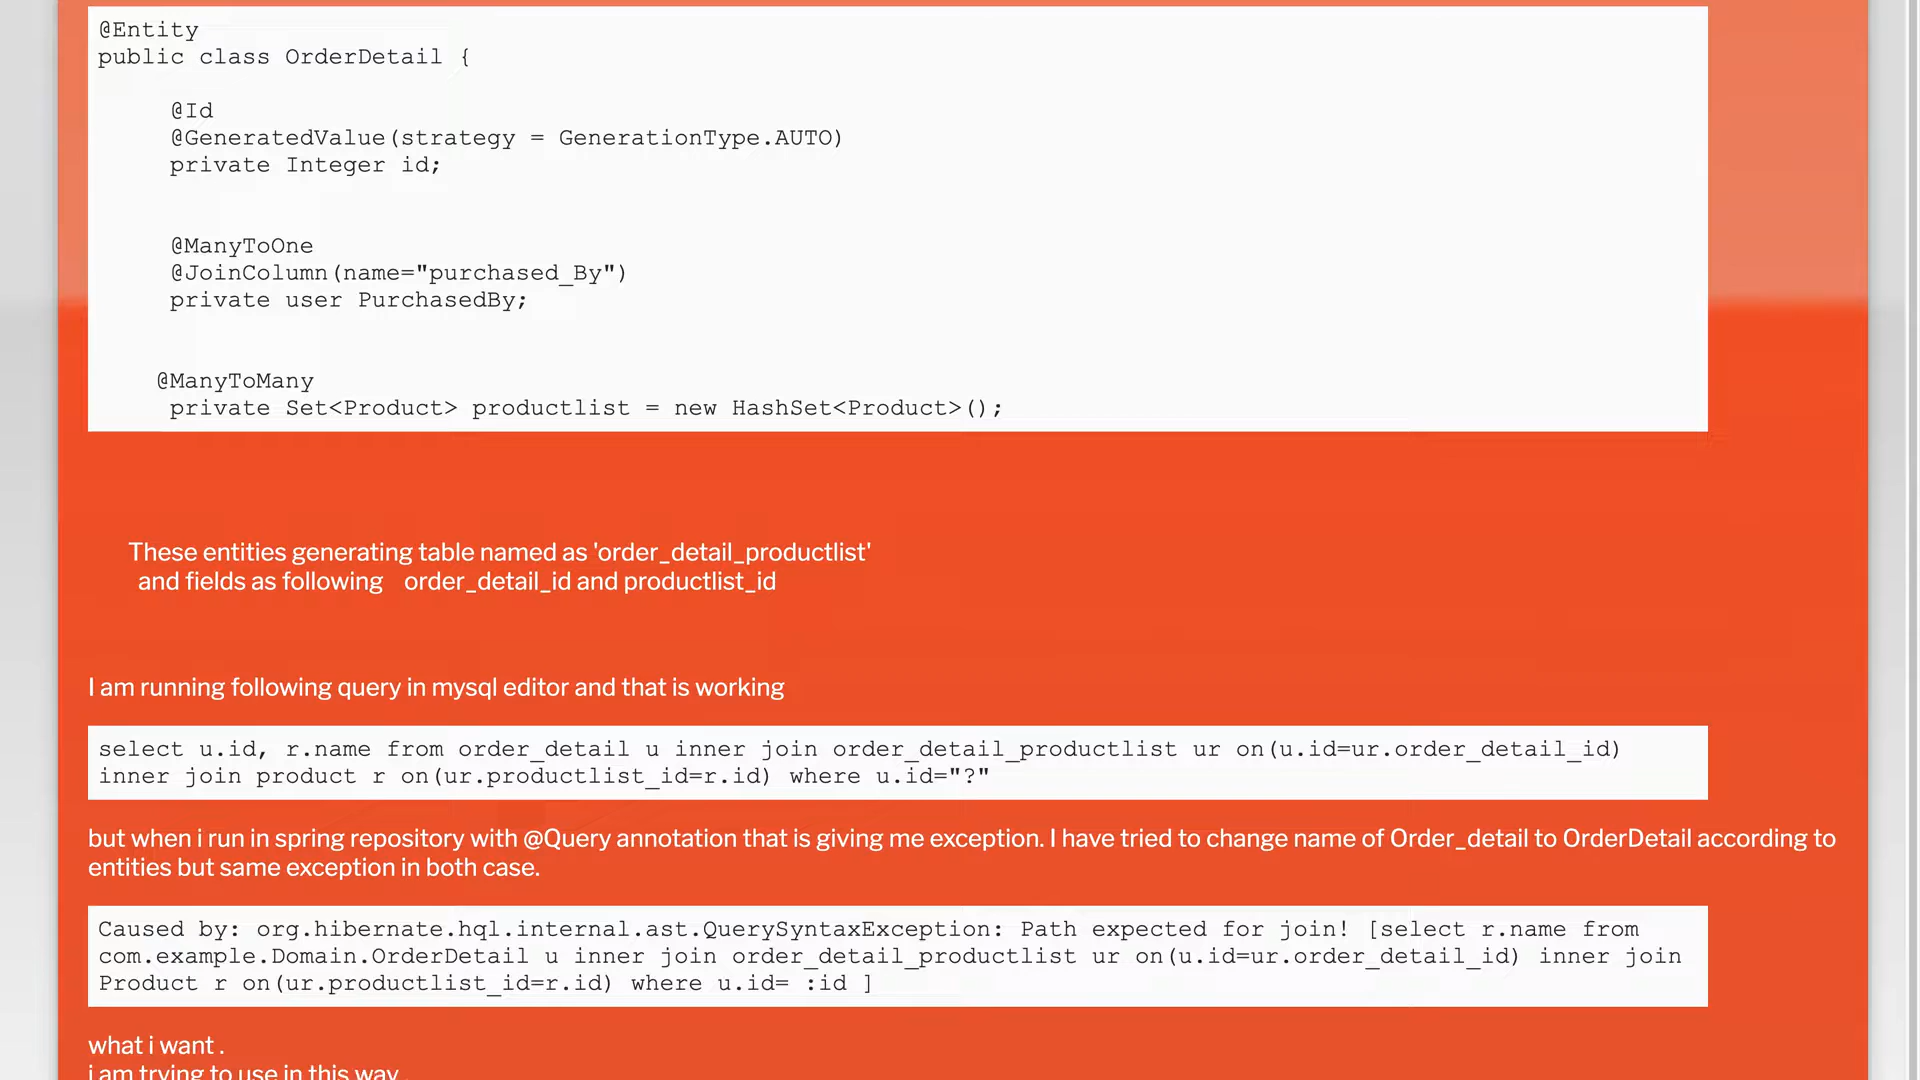 @Entity
public class OrderDetail {
@Id
@GeneratedValue(strategy = GenerationType.AUTO)
private Integer id;
@ManyToOne
@JoinColumn(name="purchased_By")
private user PurchasedBy;
@ManyToMany
private Set<Product> productlist = new HashSet<Product>();
These entities generating table named as 'order_detail_productlist'
and fields as following order_detail_id and productlist_id
I am running following query in mysql editor and that is working
select u.id, r.name from order_detail u inner join order_detail_productlist ur on(u.id=ur.order_detail_id)
inner join product r on(ur.productlist_id=r.id) where u.id="?"
but when i run in spring repository with @Query annotation that is giving me exception. I have tried to change name of Order_detail to OrderDetail according to
entities but same exception in both case.
Caused by: org.hibernate.hql.internal.ast.QuerySyntaxException: Path expected for join! [select r.name from
com.example.Domain.OrderDetail u inner join order_detail_productlist ur on(u.id=ur.order_detail_id) inner join
Product r on(ur.productlist_id=r.id) where u.id= :id ]
what i want .
i am trying to use in this way .